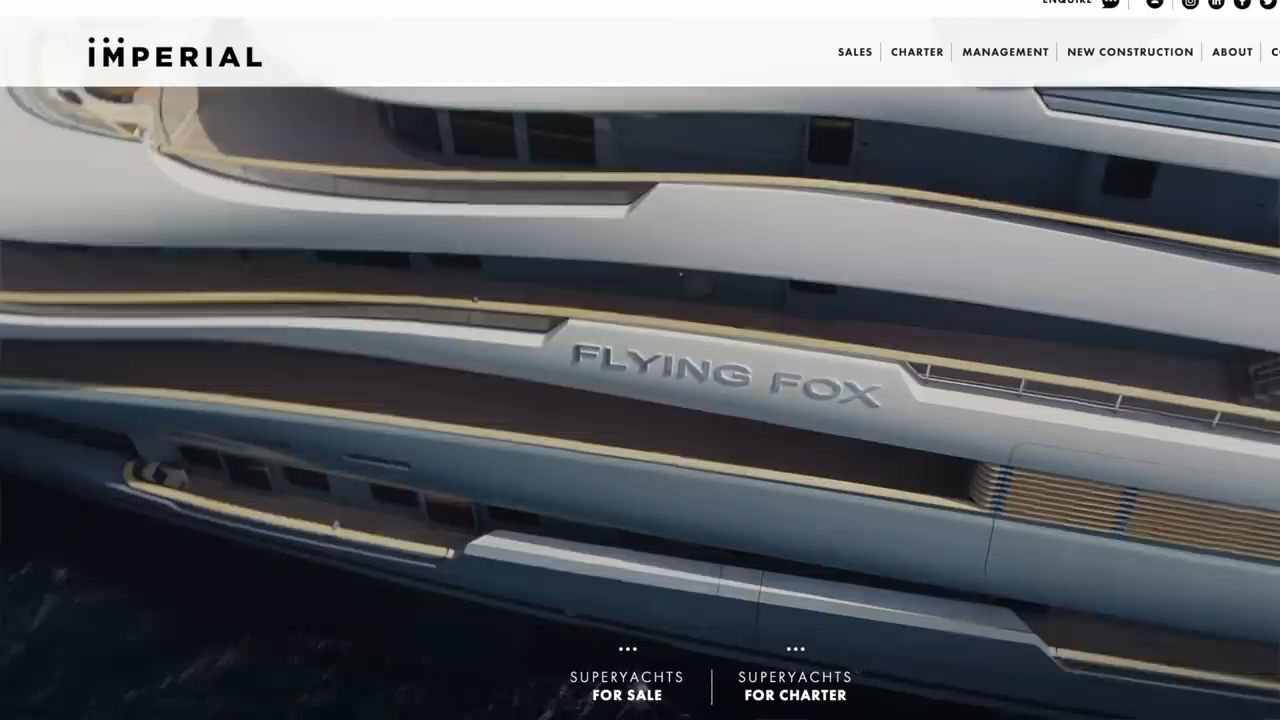 ENQUIRE
IMPERIAL
SALES CHARTER MANAGEMENT NEW CONSTRUCTION ABOUT
FLYING FOX
SUPERYACHTS SUPERYACHTS
FOR SALE FOR CHARTER